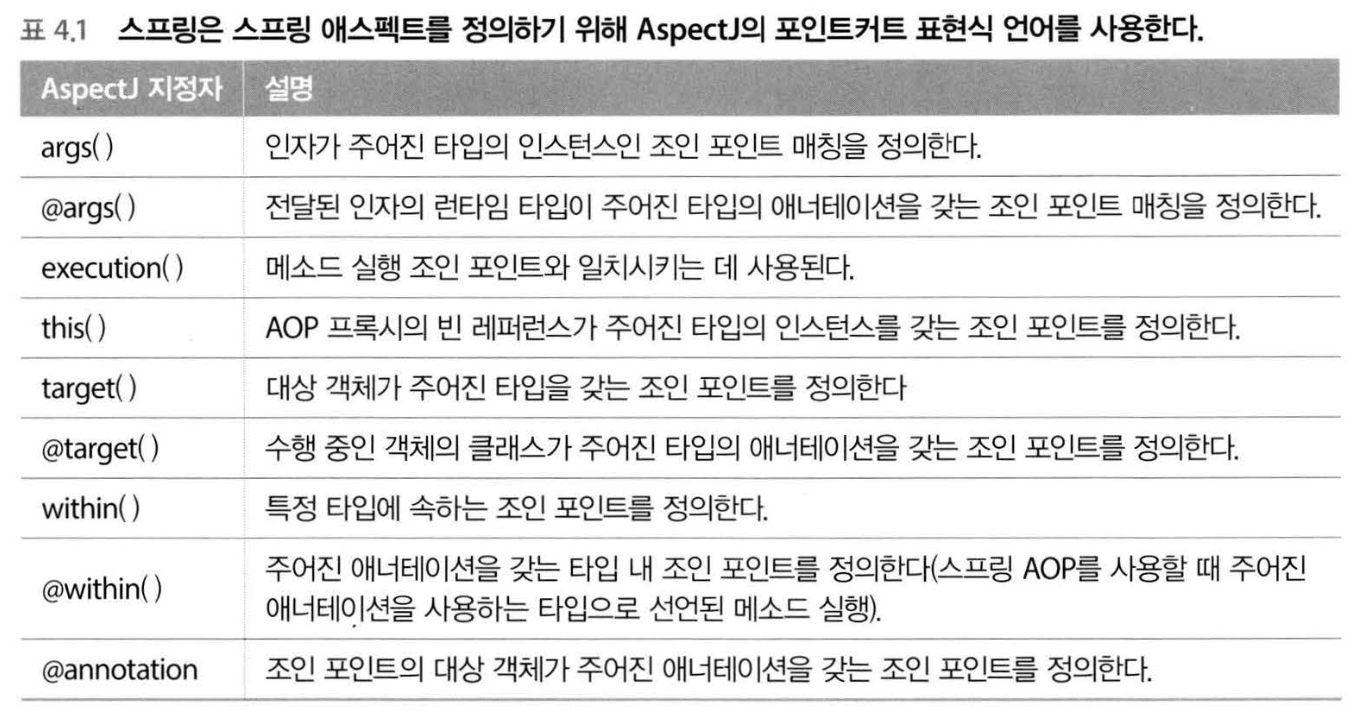 표 4.1 스프링은 스프링 애스펙트를 정의하기 위해 AspectJ의 포인트커트 표현식 언어를 사용한다.
AspectJ 지정자 설명
args( ) 인자가 주어진 타입의 인스턴스인 조인 포인트 매칭을 정의한다.
@args( ) 전달된 인자의 런타임 타입이 주어진 타입의 애너테이션을 갖는 조인 포인트 매칭을 정의한다.
execution( ) 메소드 실행 조인 포인트와 일치시키는 데 사용된다.
this( ) AOP 프록시의 빈 레퍼런스가 주어진 타입의 인스턴스를 갖는 조인 포인트를 정의한다.
target( ) 대상 객체가 주어진 타입을 갖는 조인 포인트를 정의한다
@target( ) 수행 중인 객체의 클래스가 주어진 타입의 애너테이션을 갖는 조인 포인트를 정의한다.
within( ) 특정 타입에 속하는 조인 포인트를 정의한다.
@within( ) 주어진 애너테이션을 갖는 타입 내 조인 포인트를 정의한다(스프링 AOP를 사용할 때 주어진
애너테이션을 사용하는 타입으로 선언된 메소드 실행).
@annotation 조인 포인트의 대상 객체가 주어진 애너테이션을 갖는 조인 포인트를 정의한다.